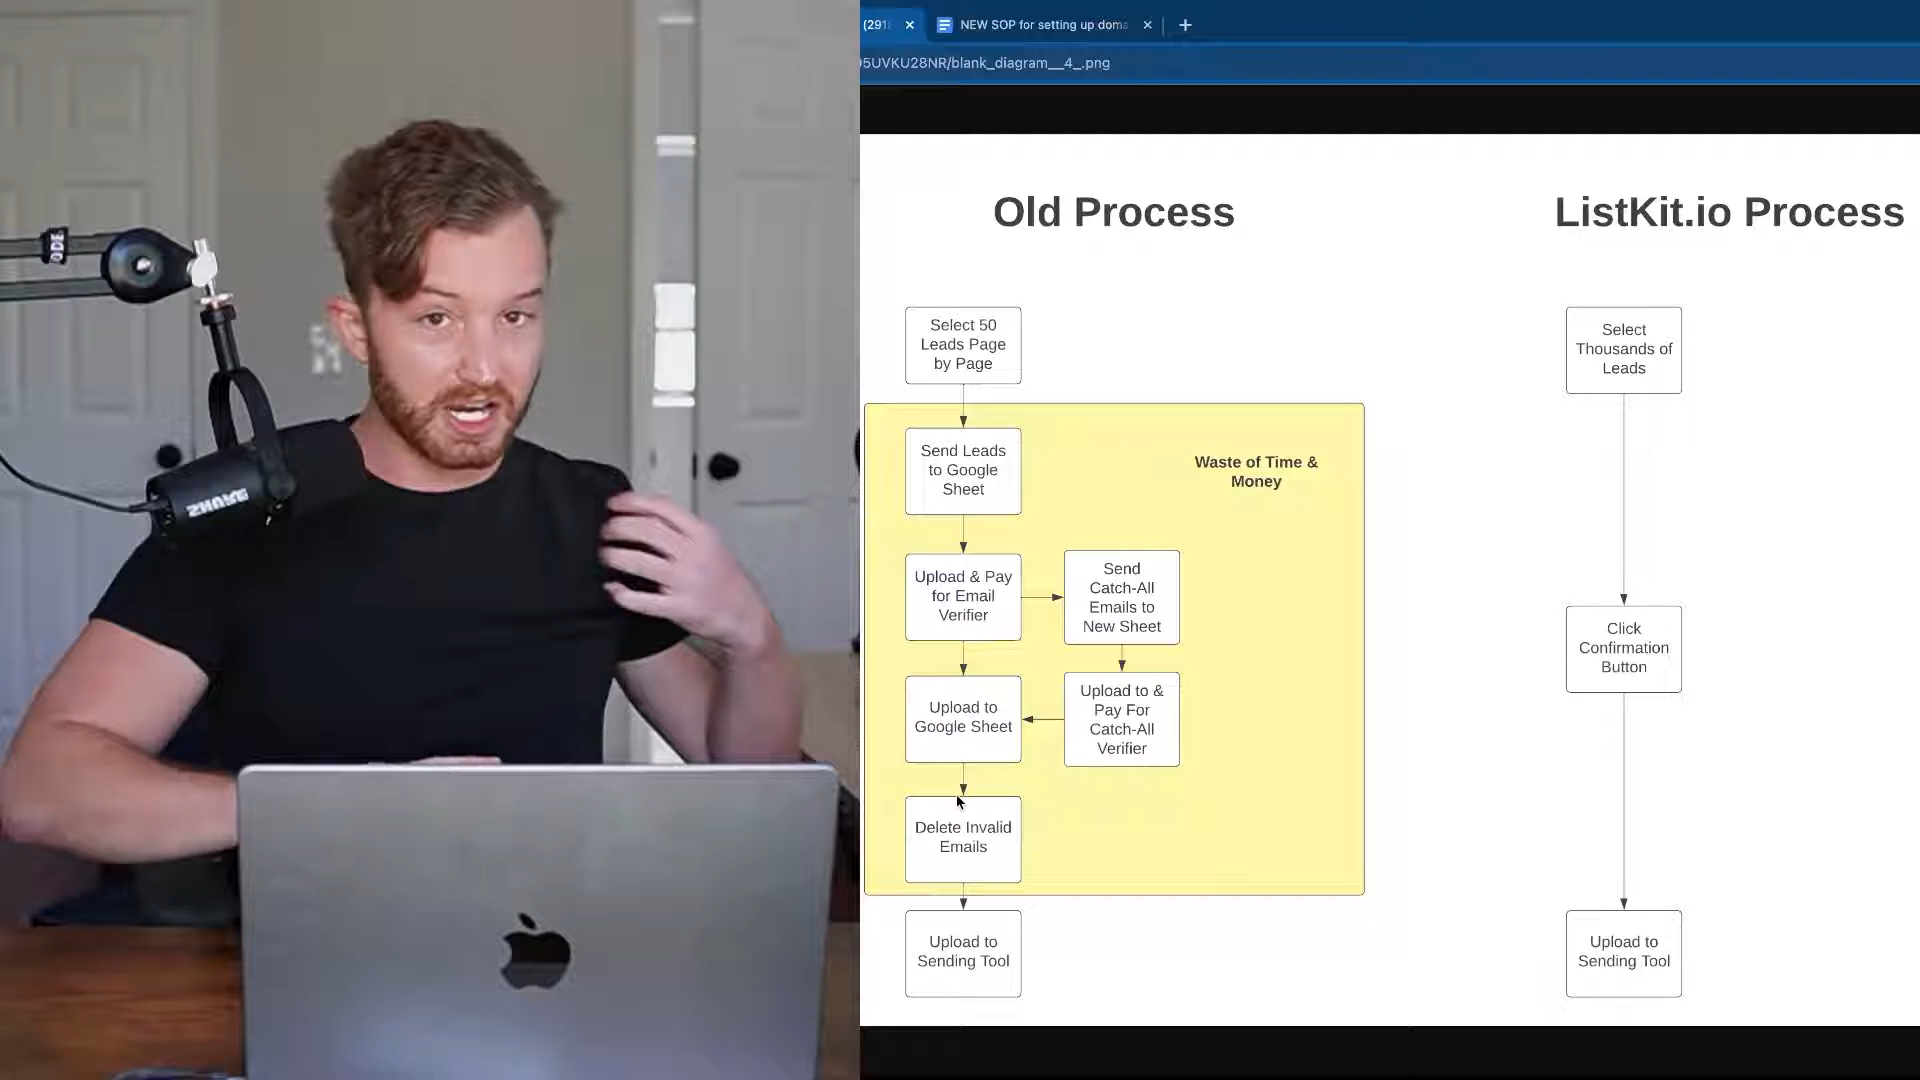 (291
NEW SOP for setting up doma
5UVKU28NR/blank_diagram__4_.png
Old Process
ListKit.io Process
Select 50
Leads Page
by Page
Send Leads
to Google
Sheet
Waste of Time &
Money
Upload & Pay
for Email
Verifier
Send
Catch-All
Emails to
New Sheet
Upload to
Google Sheet
Upload to &
Pay For
Catch-All
Verifier
Delete Invalid
Emails
Upload to
Sending Tool
Select
Thousands of
Leads
Click
Confirmation
Button
Upload to
Sending Tool
SHURE